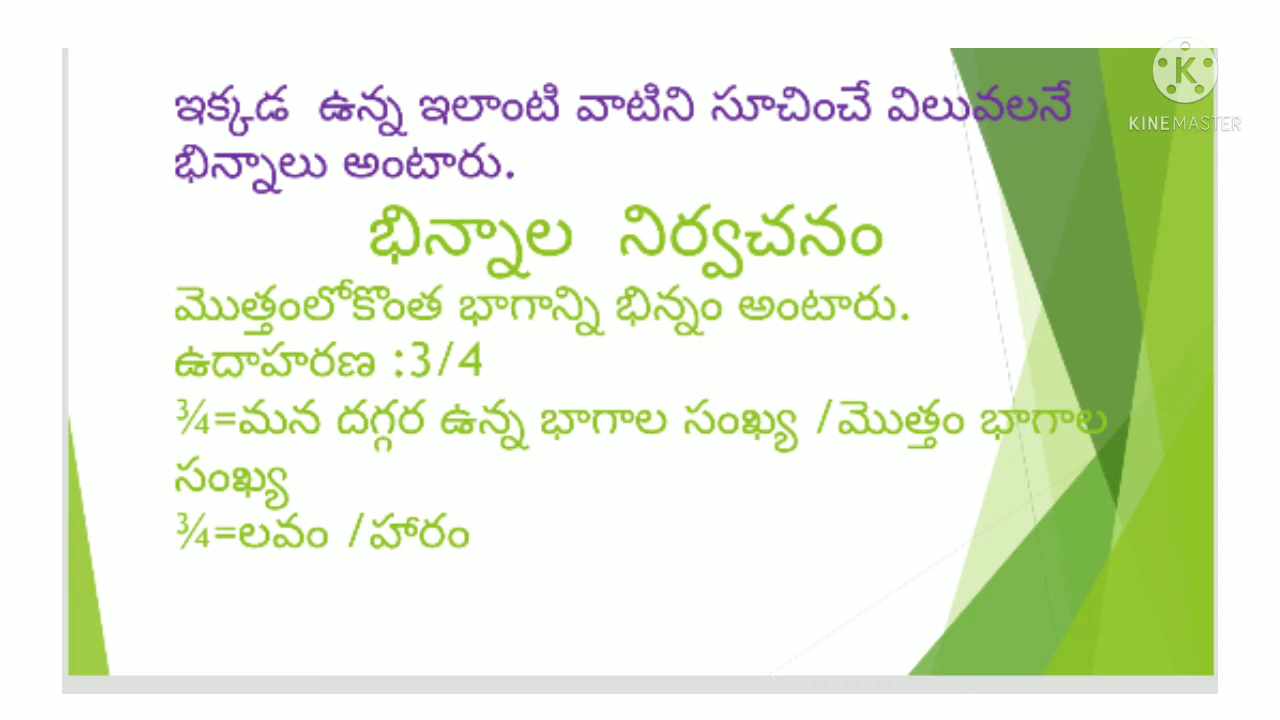 ఇక్కడ ఉన్న ఇలాంటి వాటిని సూచించే విలువలనే
భిన్నాలు అంటారు.
భిన్నాల నిర్వచనం
మొత్తంలోకొంత భాగాన్ని భిన్నం అంటారు.
ఉదాహరణ :3/4
¾=మన దగ్గర ఉన్న భాగాల సంఖ్య /మొత్తం భాగాల
సంఖ్య
¾=లవం /హారం
K
KINEMASTER